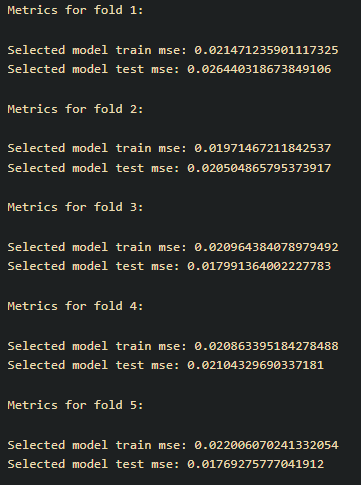 Metrics for fold 1:
Selected model train mse: 0.021471235901117325
Selected model test mse: 0.026440318673849106
Metrics for fold 2:
Selected model train mse: 0.01971467211842537
Selected model test mse: 0.020504865795373917
Metrics for fold 3:
Selected model train mse: 0.020964384078979492
Selected model test mse: 0.017991364002227783
Metrics for fold 4:
Selected model train mse: 0.020863395184278488
Selected model test mse: 0.02104329690337181
Metrics for fold 5:
Selected model train mse: 0.022006070241332054
Selected model test mse: 0.01769275777041912